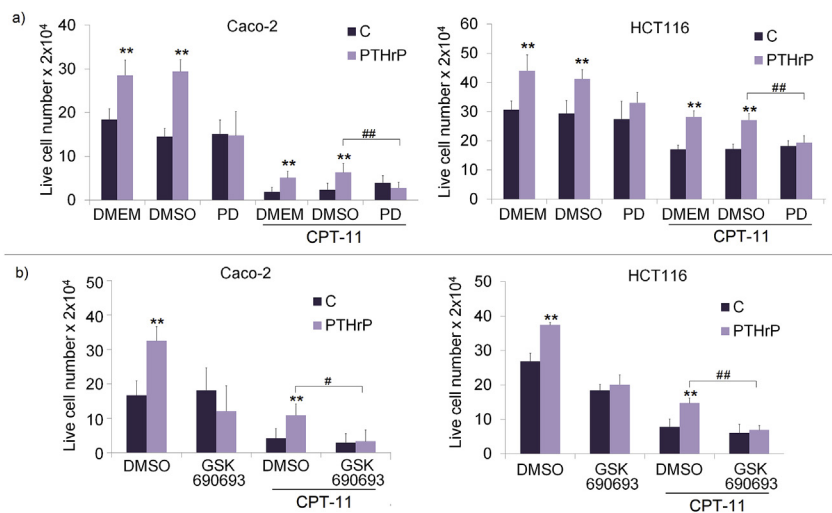 a)
Caco-2
Live cell number x 2x10⁴
40
30
20
10
0
**
**
**
**
##
C
PTHrP
DMEM DMSO PD DMEM DMSO PD
CPT-11
HCT116
Live cell number x 2x10⁴
60
50
40
30
20
10
0
**
**
**
**
##
C
PTHrP
DMEM DMSO PD DMEM DMSO PD
CPT-11
b)
Caco-2
Live cell number x 2x10⁴
50
40
30
20
10
0
**
**
#
C
PTHrP
DMSO GSK DMSO GSK
690693 690693
CPT-11
HCT116
Live cell number x 2x10⁴
50
40
30
20
10
0
**
**
##
C
PTHrP
DMSO GSK DMSO GSK
690693 690693
CPT-11